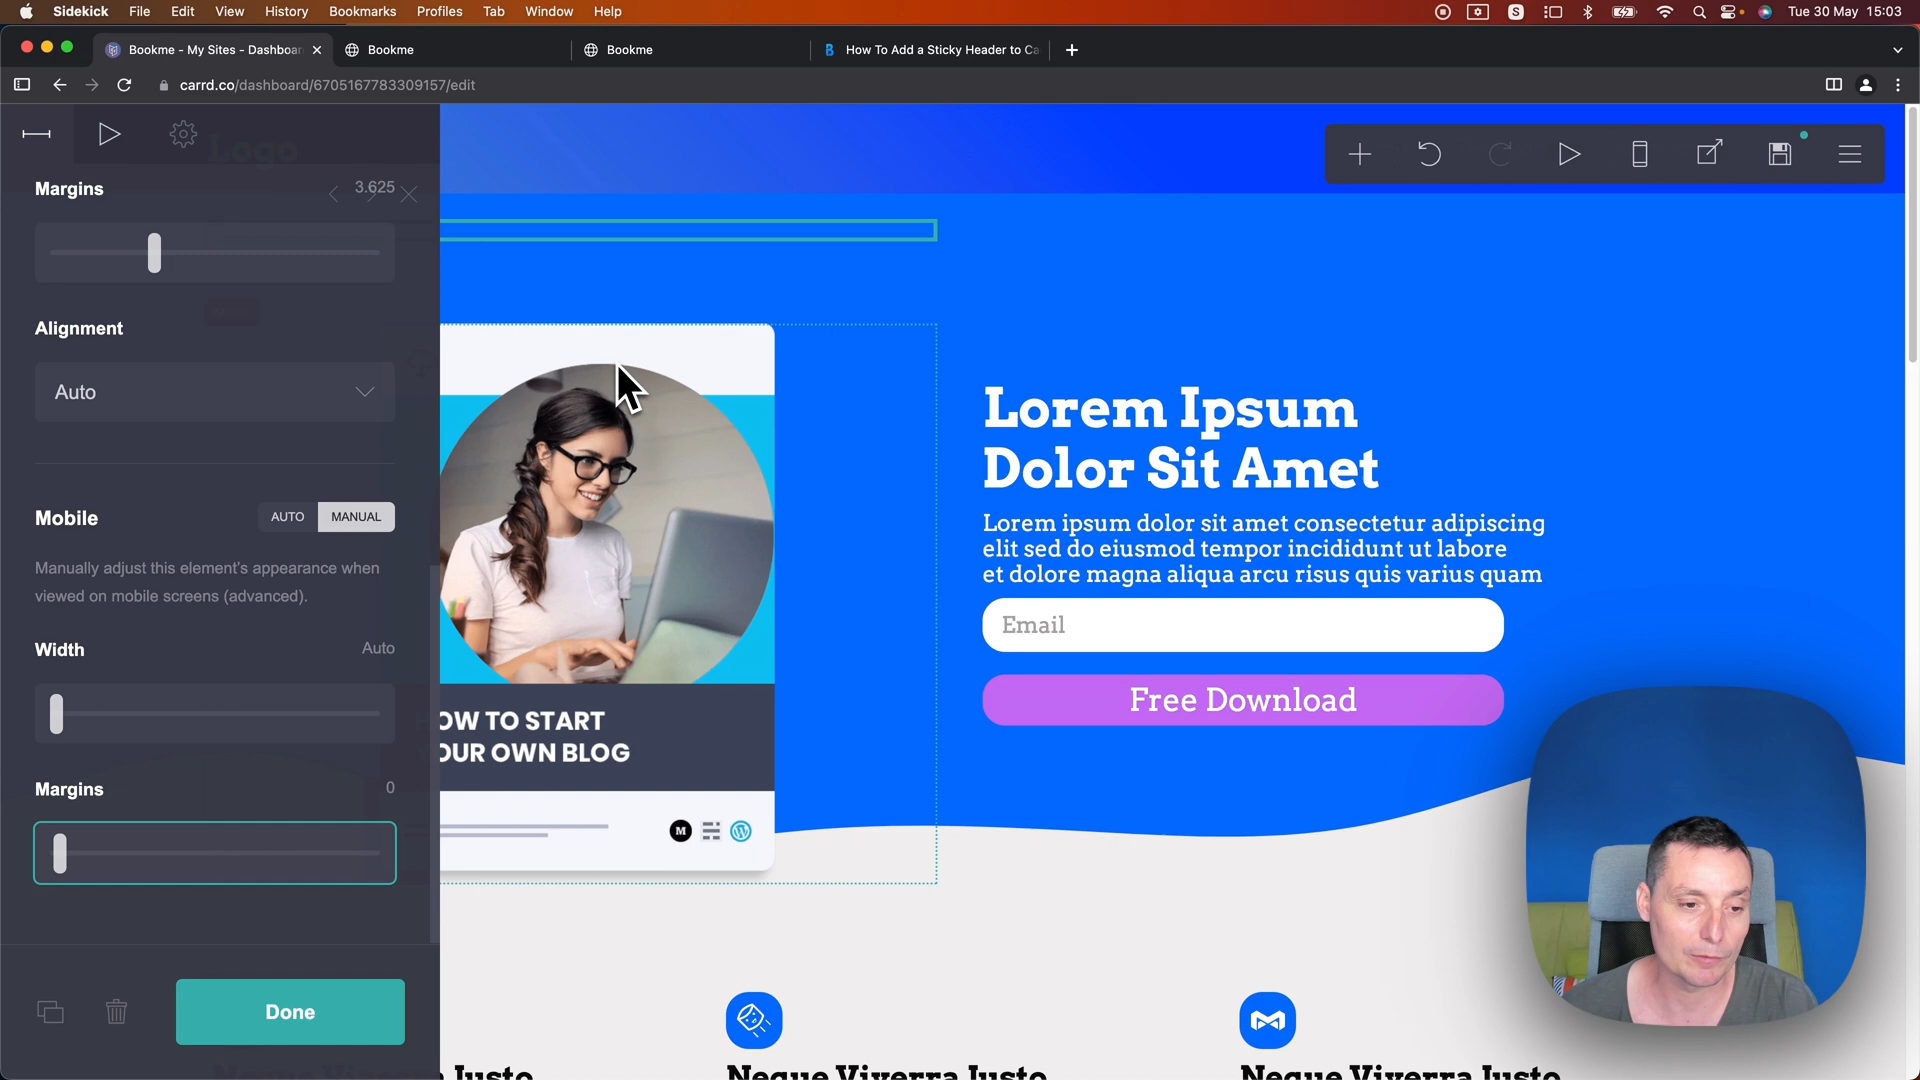 Sidekick File Edit View History Bookmarks Profiles Tab Window Help
S
Tue 30 May 15:03
Bookme - My Sites - Dashboar
Bookme
Bookme
B How To Add a Sticky Header to Ca
carrd.co/dashboard/6705167783309157/edit
Logo
Margins 3.625
Alignment
Auto
Mobile AUTO MANUAL
Manually adjust this element's appearance when
viewed on mobile screens (advanced).
Width Auto
Margins 0
Done
OW TO START
OUR OWN BLOG
M
Lorem Ipsum
Dolor Sit Amet
Lorem ipsum dolor sit amet consectetur adipiscing
elit sed do eiusmod tempor incididunt ut labore
et dolore magna aliqua arcu risus quis varius quam
Email
Free Download
Neque Viverra Justo
Neque Viverra Justo
Neque Viverra Justo